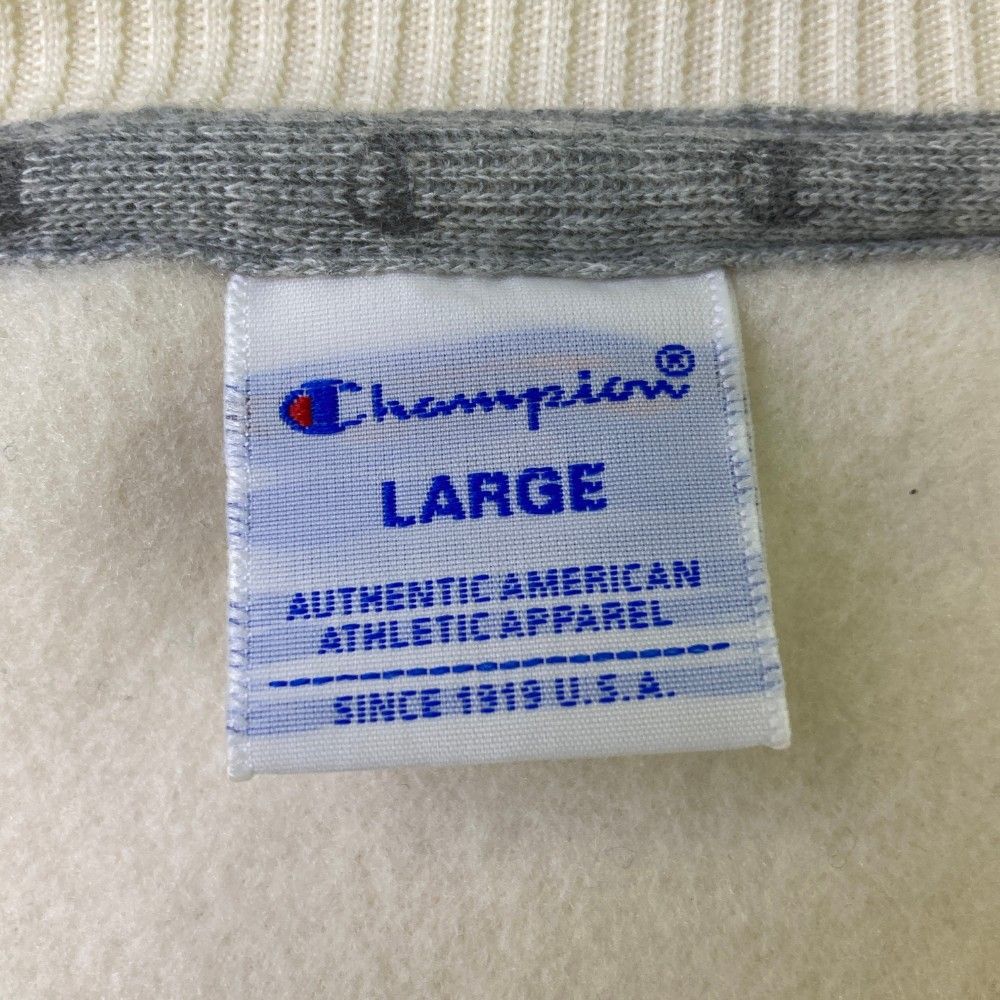 Champion®
LARGE
AUTHENTIC AMERICAN
ATHLETIC APPAREL
SINCE 1919 U.S.A.